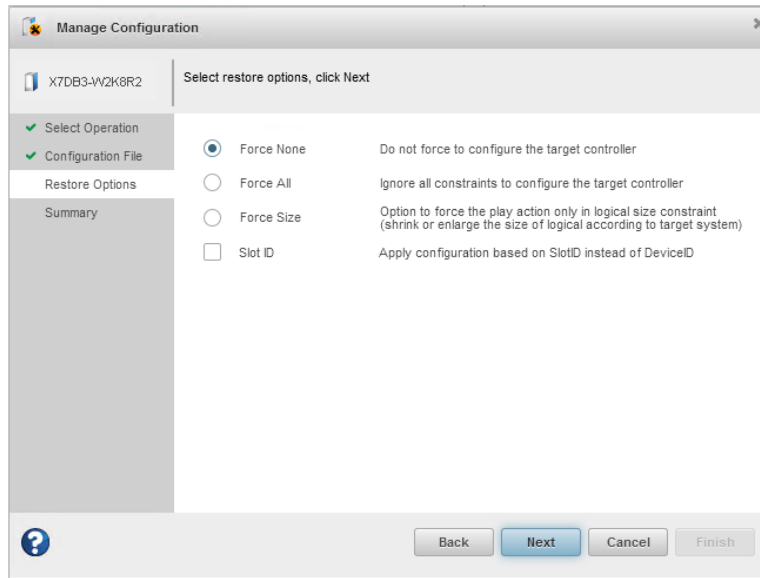 Manage Configuration
X7DB3-W2K8R2
Select restore options, click Next
Select Operation
Configuration File
Restore Options
Summary
Force None Do not force to configure the target controller
Force All Ignore all constraints to configure the target controller
Force Size Option to force the play action only in logical size constraint
(shrink or enlarge the size of logical according to target system)
Slot ID Apply configuration based on SlotID instead of DeviceID
? Back Next Cancel Finish